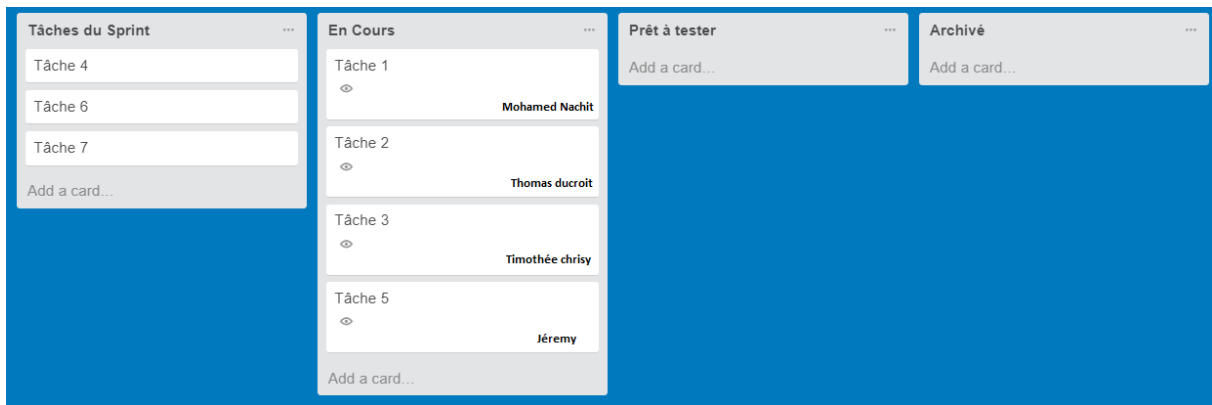 Tâches du Sprint
Tâche 4
Tâche 6
Tâche 7
Add a card...
En Cours
Tâche 1
Mohamed Nachit
Tâche 2
Thomas ducroit
Tâche 3
Timothée chrisy
Tâche 5
Jéremy
Add a card...
Prêt à tester
Add a card...
Archivé
Add a card...